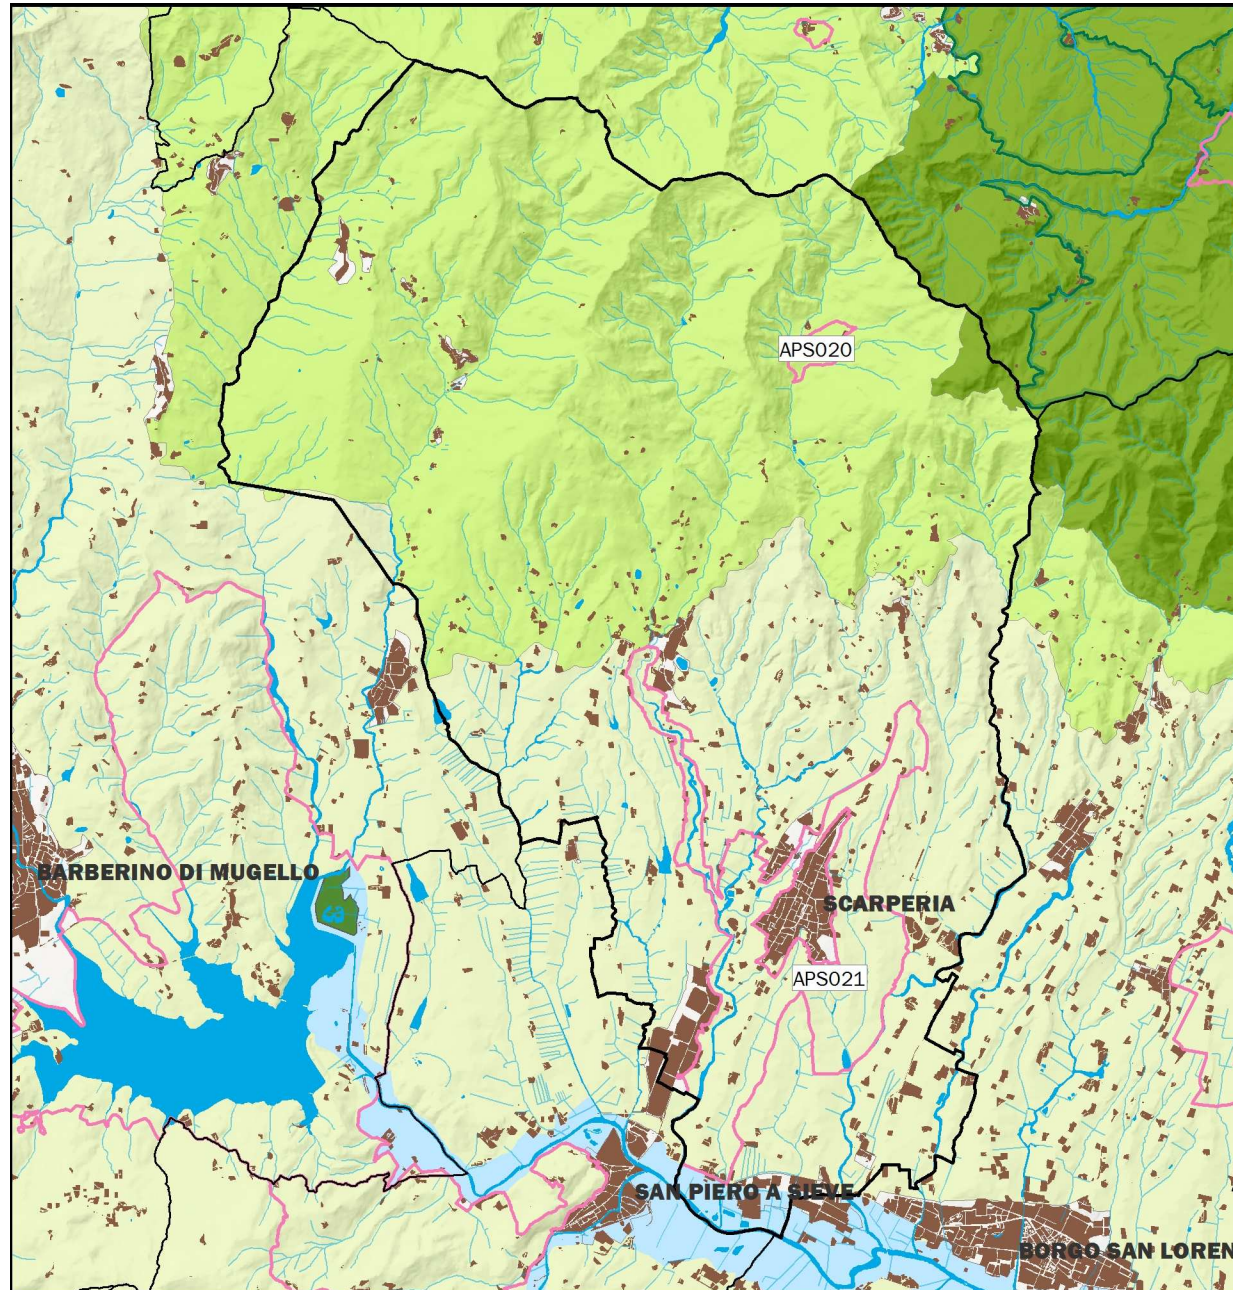 APS020
BARBERINO DI MUGELLO
SCARPERIA
APS021
SAN PIERO A SIEVE
BORGO SAN LOREN